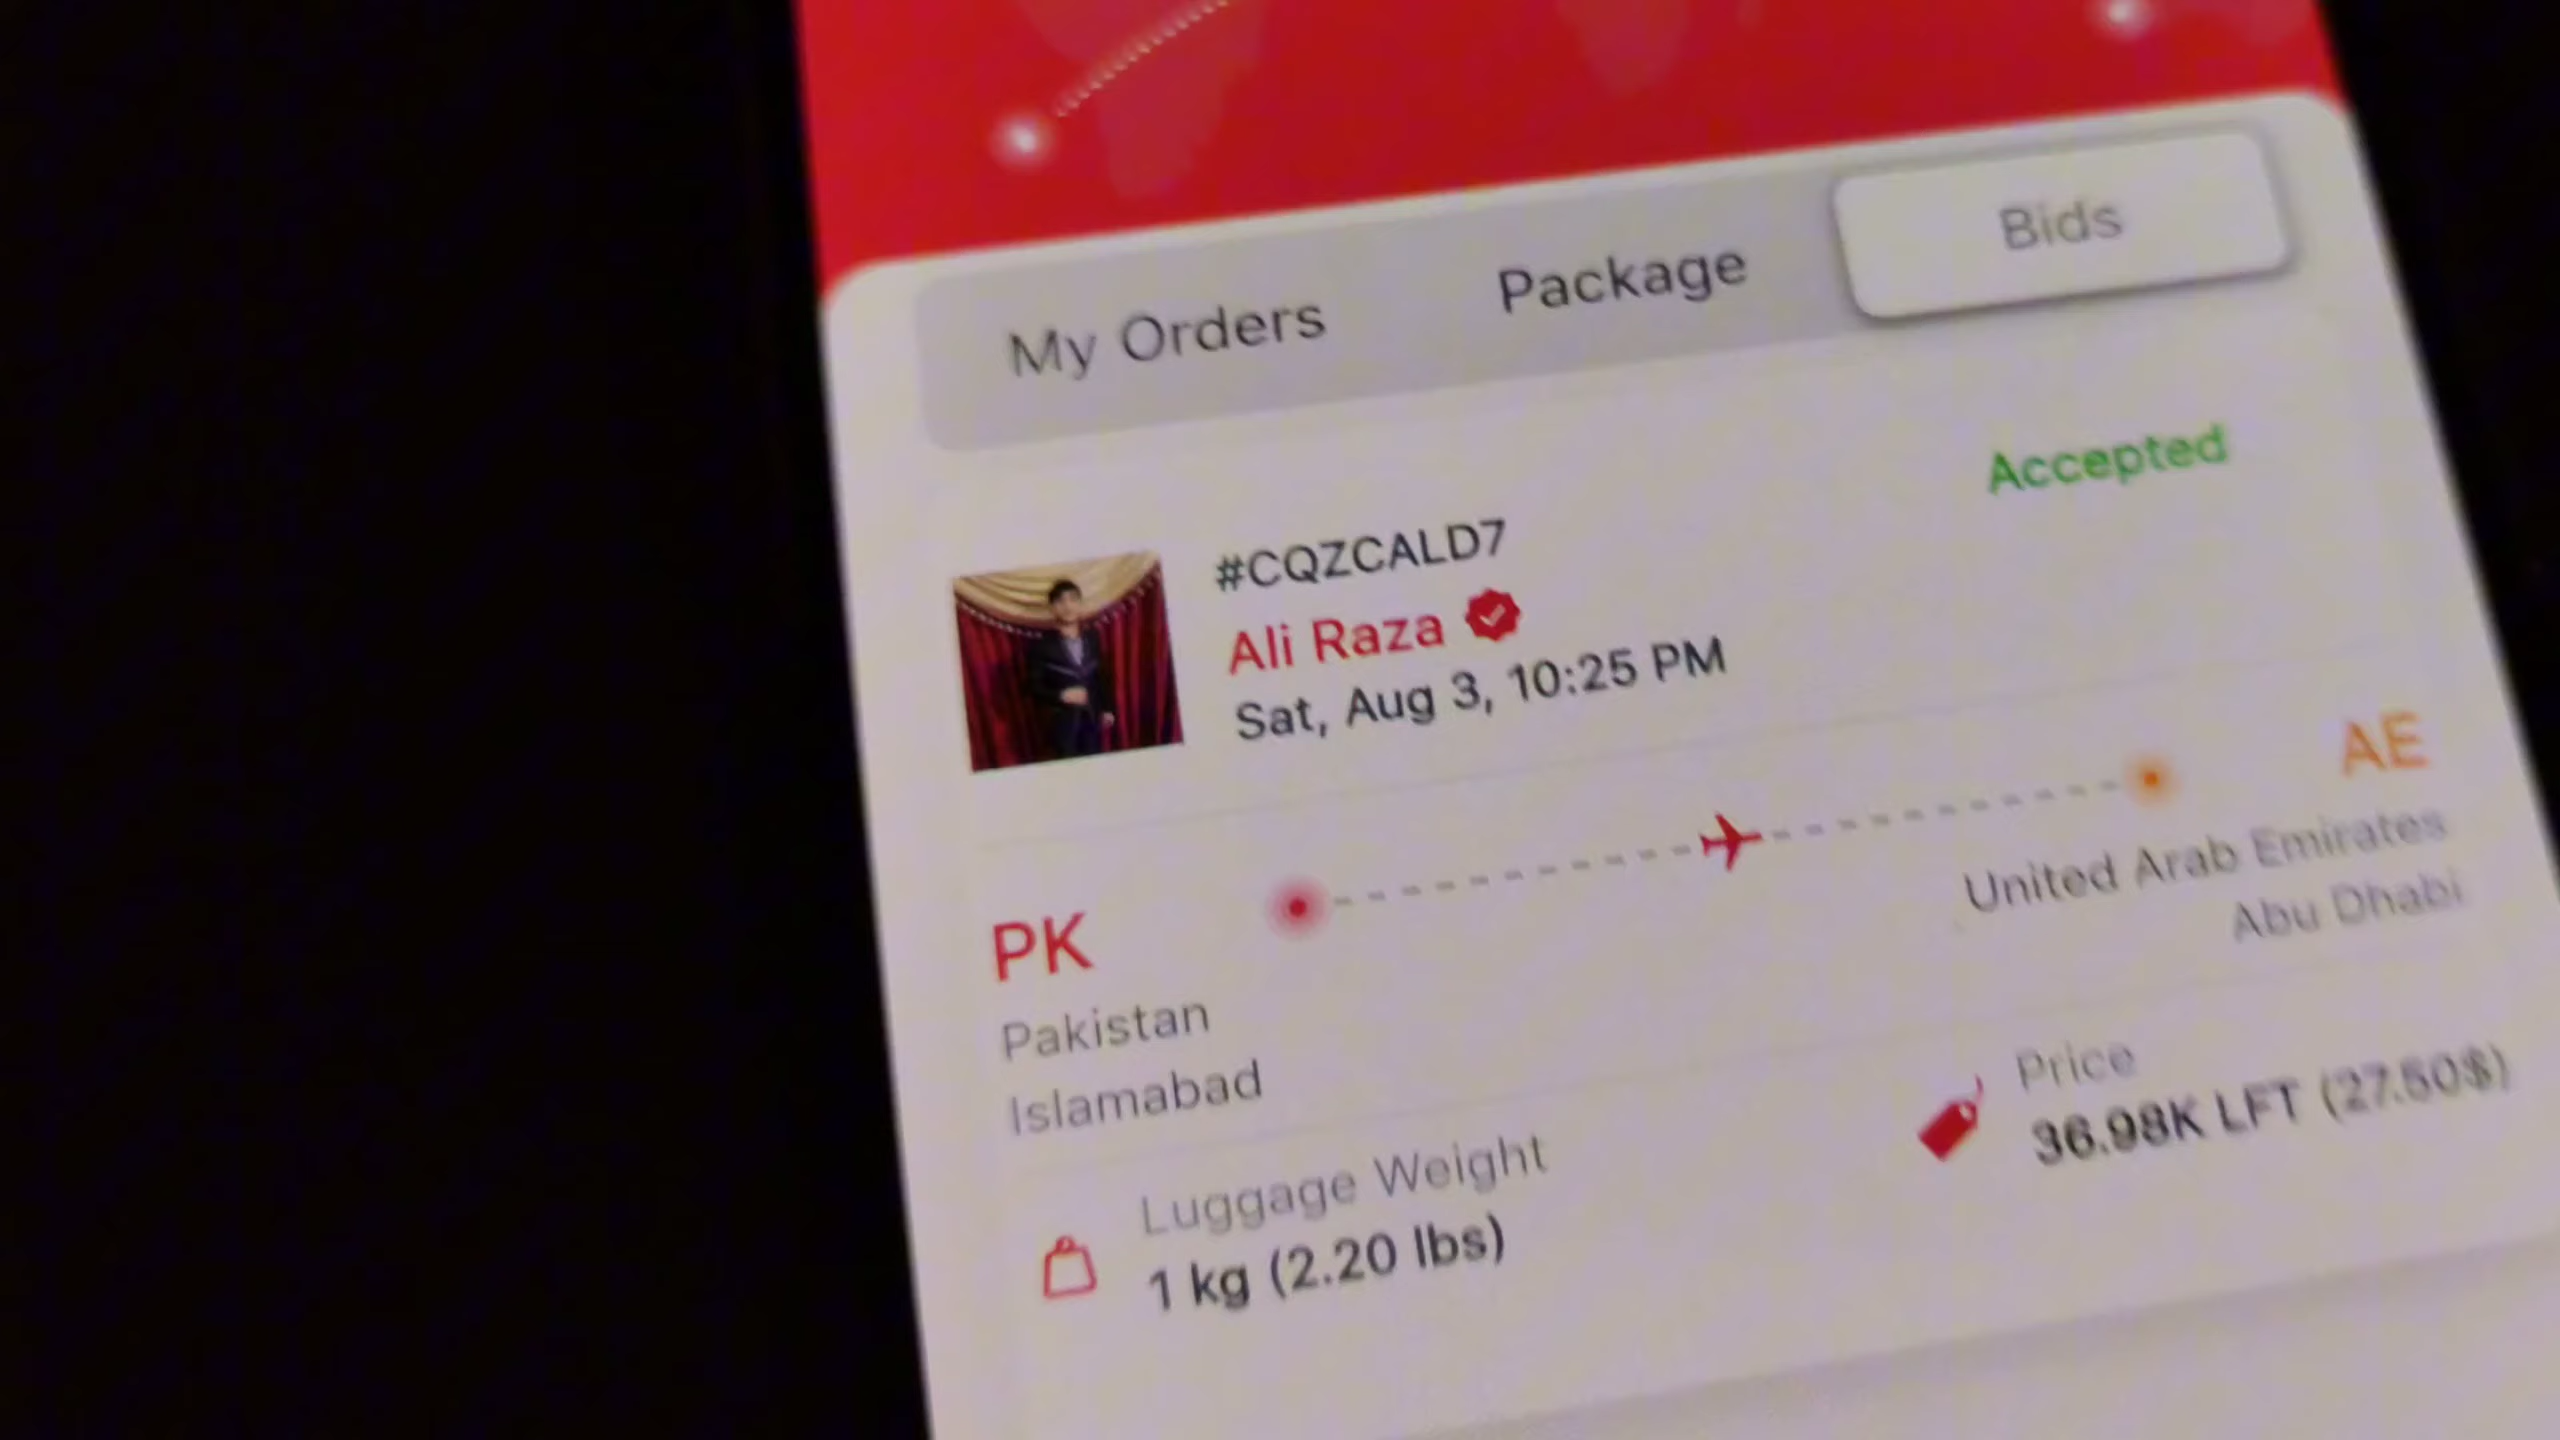 My Orders
Package
Bids
Accepted
#CQZCALD7
Ali Raza
Sat, Aug 3, 10:25 PM
PK
AE
Pakistan
Islamabad
United Arab Emirates
Abu Dhabi
Luggage Weight
1 kg (2.20 lbs)
Price
36.98K LFT (27.50$)